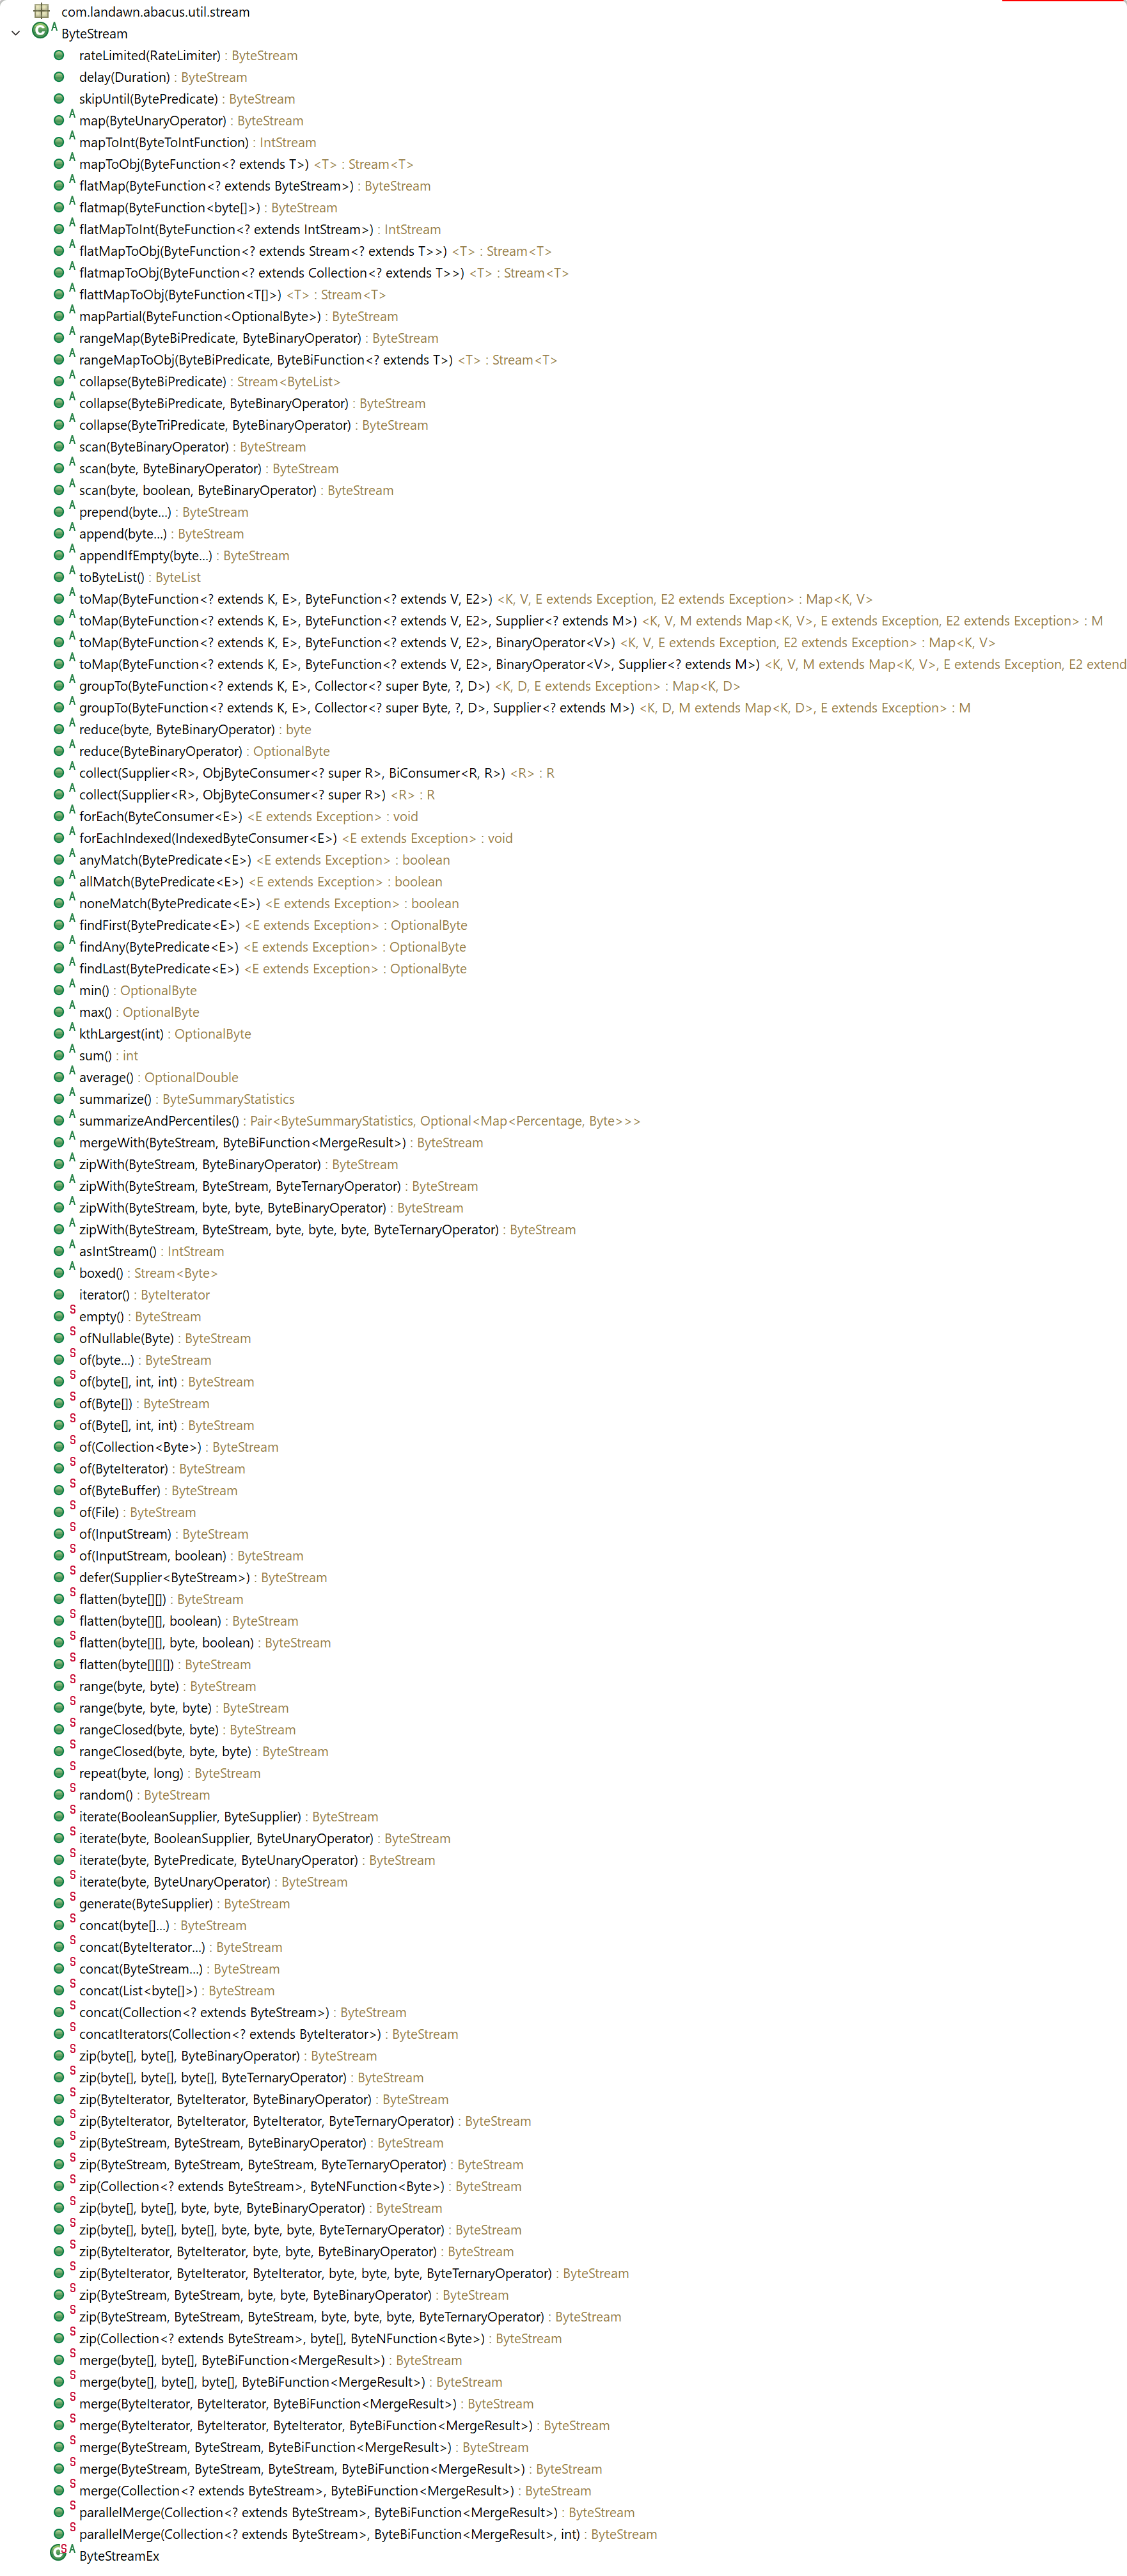 com.landawn.abacus.util.stream
ByteStream
rateLimited(RateLimiter) : ByteStream
delay(Duration) : ByteStream
skipUntil(BytePredicate) : ByteStream
map(ByteUnaryOperator) : ByteStream
mapToInt(ByteToIntFunction) : IntStream
mapToObj(ByteFunction<? extends T>) <T> : Stream<T>
flatMap(ByteFunction<? extends ByteStream>) : ByteStream
flatmap(ByteFunction<byte[]>) : ByteStream
flatMapToInt(ByteFunction<? extends IntStream>) : IntStream
flatMapToObj(ByteFunction<? extends Stream<? extends T>>) <T> : Stream<T>
flatmapToObj(ByteFunction<? extends Collection<? extends T>>) <T> : Stream<T>
flattMapToObj(ByteFunction<T[]>) <T> : Stream<T>
mapPartial(ByteFunction<OptionalByte>) : ByteStream
rangeMap(ByteBiPredicate, ByteBinaryOperator) : ByteStream
rangeMapToObj(ByteBiPredicate, ByteBiFunction<? extends T>) <T> : Stream<T>
collapse(ByteBiPredicate) : Stream<ByteList>
collapse(ByteBiPredicate, ByteBinaryOperator) : ByteStream
collapse(ByteTriPredicate, ByteBinaryOperator) : ByteStream
scan(ByteBinaryOperator) : ByteStream
scan(byte, ByteBinaryOperator) : ByteStream
scan(byte, boolean, ByteBinaryOperator) : ByteStream
prepend(byte...) : ByteStream
append(byte...) : ByteStream
appendIfEmpty(byte...) : ByteStream
toByteList() : ByteList
toMap(ByteFunction<? extends K, E>, ByteFunction<? extends V, E2>) <K, V, E extends Exception, E2 extends Exception> : Map<K, V>
toMap(ByteFunction<? extends K, E>, ByteFunction<? extends V, E2>, Supplier<? extends M>) <K, V, M extends Map<K, V>, E extends Exception, E2 extends Exception> : M
toMap(ByteFunction<? extends K, E>, ByteFunction<? extends V, E2>, BinaryOperator<V>) <K, V, E extends Exception, E2 extends Exception> : Map<K, V>
toMap(ByteFunction<? extends K, E>, ByteFunction<? extends V, E2>, BinaryOperator<V>, Supplier<? extends M>) <K, V, M extends Map<K, V>, E extends Exception, E2 extend
groupTo(ByteFunction<? extends K, E>, Collector<? super Byte, ?, D>) <K, D, E extends Exception> : Map<K, D>
groupTo(ByteFunction<? extends K, E>, Collector<? super Byte, ?, D>, Supplier<? extends M>) <K, D, M extends Map<K, D>, E extends Exception> : M
reduce(byte, ByteBinaryOperator) : byte
reduce(ByteBinaryOperator) : OptionalByte
collect(Supplier<R>, ObjByteConsumer<? super R>, BiConsumer<R, R>) <R> : R
collect(Supplier<R>, ObjByteConsumer<? super R>) <R> : R
forEach(ByteConsumer<E>) <E extends Exception> : void
forEachIndexed(IndexedByteConsumer<E>) <E extends Exception> : void
anyMatch(BytePredicate<E>) <E extends Exception> : boolean
allMatch(BytePredicate<E>) <E extends Exception> : boolean
noneMatch(BytePredicate<E>) <E extends Exception> : boolean
findFirst(BytePredicate<E>) <E extends Exception> : OptionalByte
findAny(BytePredicate<E>) <E extends Exception> : OptionalByte
findLast(BytePredicate<E>) <E extends Exception> : OptionalByte
min() : OptionalByte
max() : OptionalByte
kthLargest(int) : OptionalByte
sum() : int
average() : OptionalDouble
summarize() : ByteSummaryStatistics
summarizeAndPercentiles() : Pair<ByteSummaryStatistics, Optional<Map<Percentage, Byte>>>
mergeWith(ByteStream, ByteBiFunction<MergeResult>) : ByteStream
zipWith(ByteStream, ByteBinaryOperator) : ByteStream
zipWith(ByteStream, ByteStream, ByteTernaryOperator) : ByteStream
zipWith(ByteStream, byte, byte, ByteBinaryOperator) : ByteStream
zipWith(ByteStream, ByteStream, byte, byte, byte, ByteTernaryOperator) : ByteStream
asIntStream() : IntStream
boxed() : Stream<Byte>
iterator() : ByteIterator
empty() : ByteStream
ofNullable(Byte) : ByteStream
of(byte...) : ByteStream
of(byte[], int, int) : ByteStream
of(Byte[]) : ByteStream
of(Byte[], int, int) : ByteStream
of(Collection<Byte>) : ByteStream
of(ByteIterator) : ByteStream
of(ByteBuffer) : ByteStream
of(File) : ByteStream
of(InputStream) : ByteStream
of(InputStream, boolean) : ByteStream
defer(Supplier<ByteStream>) : ByteStream
flatten(byte[][]) : ByteStream
flatten(byte[][], boolean) : ByteStream
flatten(byte[][], byte, boolean) : ByteStream
flatten(byte[][][]) : ByteStream
range(byte, byte) : ByteStream
range(byte, byte, byte) : ByteStream
rangeClosed(byte, byte) : ByteStream
rangeClosed(byte, byte, byte) : ByteStream
repeat(byte, long) : ByteStream
random() : ByteStream
iterate(BooleanSupplier, ByteSupplier) : ByteStream
iterate(byte, BooleanSupplier, ByteUnaryOperator) : ByteStream
iterate(byte, BytePredicate, ByteUnaryOperator) : ByteStream
iterate(byte, ByteUnaryOperator) : ByteStream
generate(ByteSupplier) : ByteStream
concat(byte[]...) : ByteStream
concat(ByteIterator...) : ByteStream
concat(ByteStream...) : ByteStream
concat(List<byte[]>) : ByteStream
concat(Collection<? extends ByteStream>) : ByteStream
concatIterators(Collection<? extends ByteIterator>) : ByteStream
zip(byte[], byte[], ByteBinaryOperator) : ByteStream
zip(byte[], byte[], byte[], ByteTernaryOperator) : ByteStream
zip(ByteIterator, ByteIterator, ByteBinaryOperator) : ByteStream
zip(ByteIterator, ByteIterator, ByteIterator, ByteTernaryOperator) : ByteStream
zip(ByteStream, ByteStream, ByteBinaryOperator) : ByteStream
zip(ByteStream, ByteStream, ByteStream, ByteTernaryOperator) : ByteStream
zip(Collection<? extends ByteStream>, ByteNFunction<Byte>) : ByteStream
zip(byte[], byte[], byte, byte, ByteBinaryOperator) : ByteStream
zip(byte[], byte[], byte[], byte, byte, byte, ByteTernaryOperator) : ByteStream
zip(ByteIterator, ByteIterator, byte, byte, ByteBinaryOperator) : ByteStream
zip(ByteIterator, ByteIterator, ByteIterator, byte, byte, byte, ByteTernaryOperator) : ByteStream
zip(ByteStream, ByteStream, byte, byte, ByteBinaryOperator) : ByteStream
zip(ByteStream, ByteStream, ByteStream, byte, byte, byte, ByteTernaryOperator) : ByteStream
zip(Collection<? extends ByteStream>, byte[], ByteNFunction<Byte>) : ByteStream
merge(byte[], byte[], ByteBiFunction<MergeResult>) : ByteStream
merge(byte[], byte[], byte[], ByteBiFunction<MergeResult>) : ByteStream
merge(ByteIterator, ByteIterator, ByteBiFunction<MergeResult>) : ByteStream
merge(ByteIterator, ByteIterator, ByteIterator, ByteBiFunction<MergeResult>) : ByteStream
merge(ByteStream, ByteStream, ByteBiFunction<MergeResult>) : ByteStream
merge(ByteStream, ByteStream, ByteStream, ByteBiFunction<MergeResult>) : ByteStream
merge(Collection<? extends ByteStream>, ByteBiFunction<MergeResult>) : ByteStream
parallelMerge(Collection<? extends ByteStream>, ByteBiFunction<MergeResult>) : ByteStream
parallelMerge(Collection<? extends ByteStream>, ByteBiFunction<MergeResult>, int) : ByteStream
ByteStreamEx